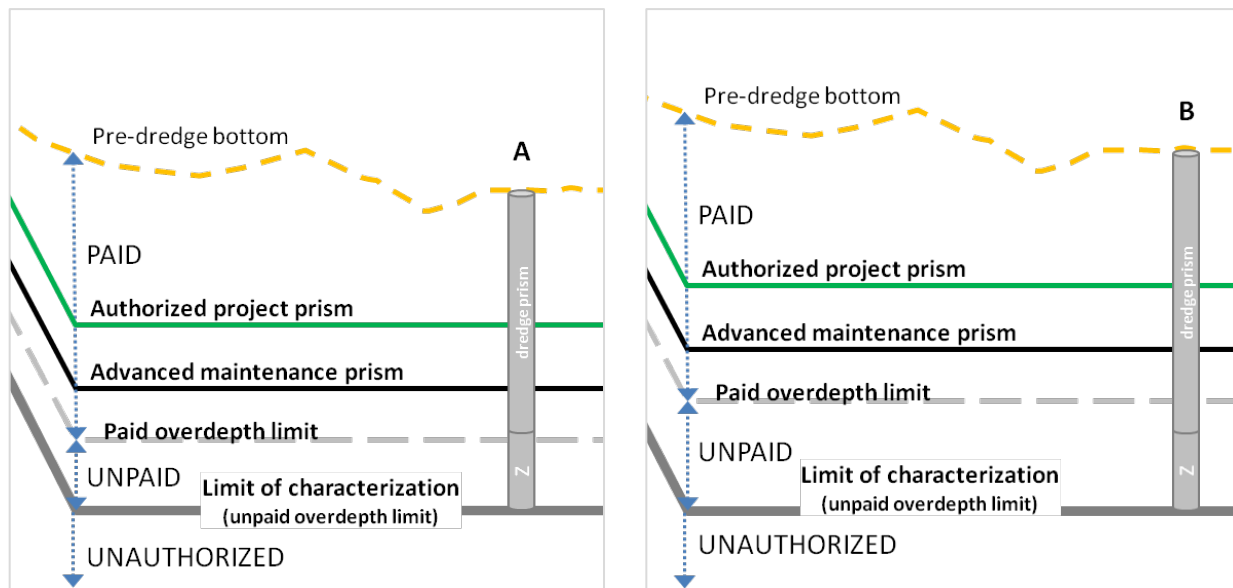 Pre-dredge bottom
A
PAID
dredge prism
Authorized project prism
Advanced maintenance prism
Paid overdepth limit
UNPAID
Z
Limit of characterization
(unpaid overdepth limit)
UNAUTHORIZED
Pre-dredge bottom
B
PAID
dredge prism
Authorized project prism
Advanced maintenance prism
Paid overdepth limit
UNPAID
Z
Limit of characterization
(unpaid overdepth limit)
UNAUTHORIZED